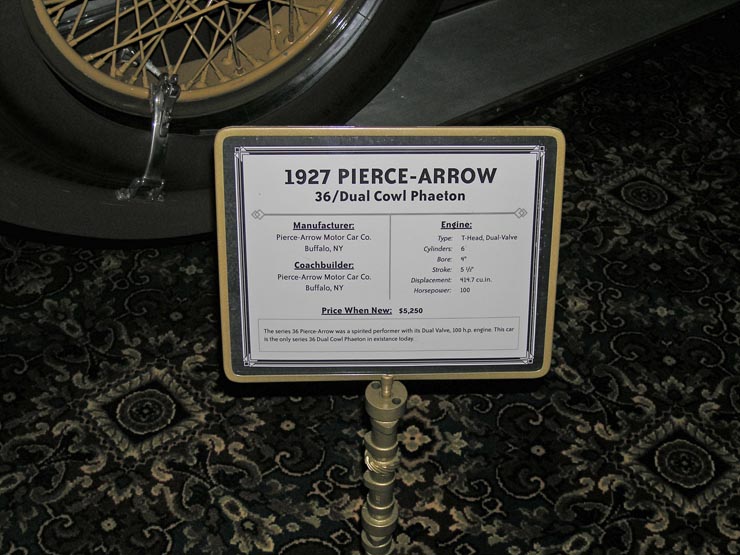 1927 PIERCE-ARROW
36/Dual Cowl Phaeton
Manufacturer:
Pierce-Arrow Motor Car Co.
Buffalo, NY
Coachbuilder:
Pierce-Arrow Motor Car Co.
Buffalo, NY
Engine:
Type: T-Head, Dual-Valve
Cylinders: 6
Bore: 4"
Stroke: 5 1/2"
Displacement: 414.7 cu.in.
Horsepower: 100
Price When New: $5,250
The series 36 Pierce-Arrow was a spirited performer with its Dual Valve, 100 h.p. engine. This car
is the only series 36 Dual Cowl Phaeton in existance today.